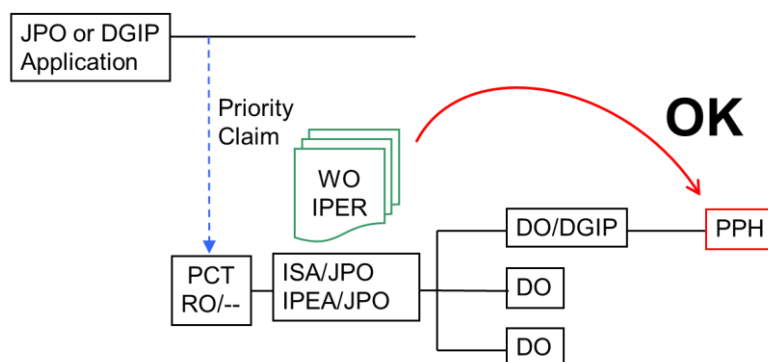 JPO or DGIP
Application
Priority
Claim
OK
WO
IPER
DO/DGIP
PPH
PCT
RO/--
ISA/JPO
IPEA/JPO
DO
DO